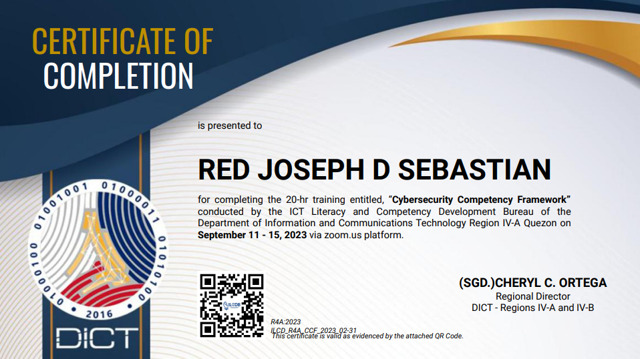 CERTIFICATE OF
COMPLETION
is presented to
RED JOSEPH D SEBASTIAN
for completing the 20-hr training entitled, "Cybersecurity Competency Framework"
conducted by the ICT Literacy and Competency Development Bureau of the
Department of Information and Communications Technology Region IV-A Quezon on
September 11 - 15, 2023 via zoom.us platform.
01000100 01001001 01000011 01010100
2016
DICT
(SGD.)CHERYL C. ORTEGA
Regional Director
DICT - Regions IV-A and IV-B
R4A:2023
ILCD_R4A_CCF_2023_02-31
This certificate is valid as evidenced by the attached QR Code.